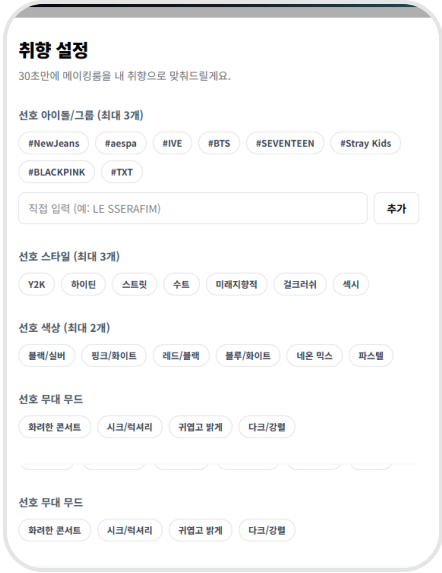 취향 설정
30초만에 메이킹룸을 내 취향으로 맞춰드릴게요.
선호 아이돌/그룹 (최대 3개)
#NewJeans #aespa #IVE #BTS #SEVENTEEN #Stray Kids
#BLACKPINK #TXT
직접 입력 (예: LE SSERAFIM) 추가
선호 스타일 (최대 3개)
Y2K 하이틴 스트릿 수트 미래지향적 걸크러쉬 섹시
선호 색상 (최대 2개)
블랙/실버 핑크/화이트 레드/블랙 블루/화이트 네온 믹스 파스텔
선호 무대 무드
화려한 콘서트 시크/럭셔리 귀엽고 밝게 다크/강렬
선호 무대 무드
화려한 콘서트 시크/럭셔리 귀엽고 밝게 다크/강렬